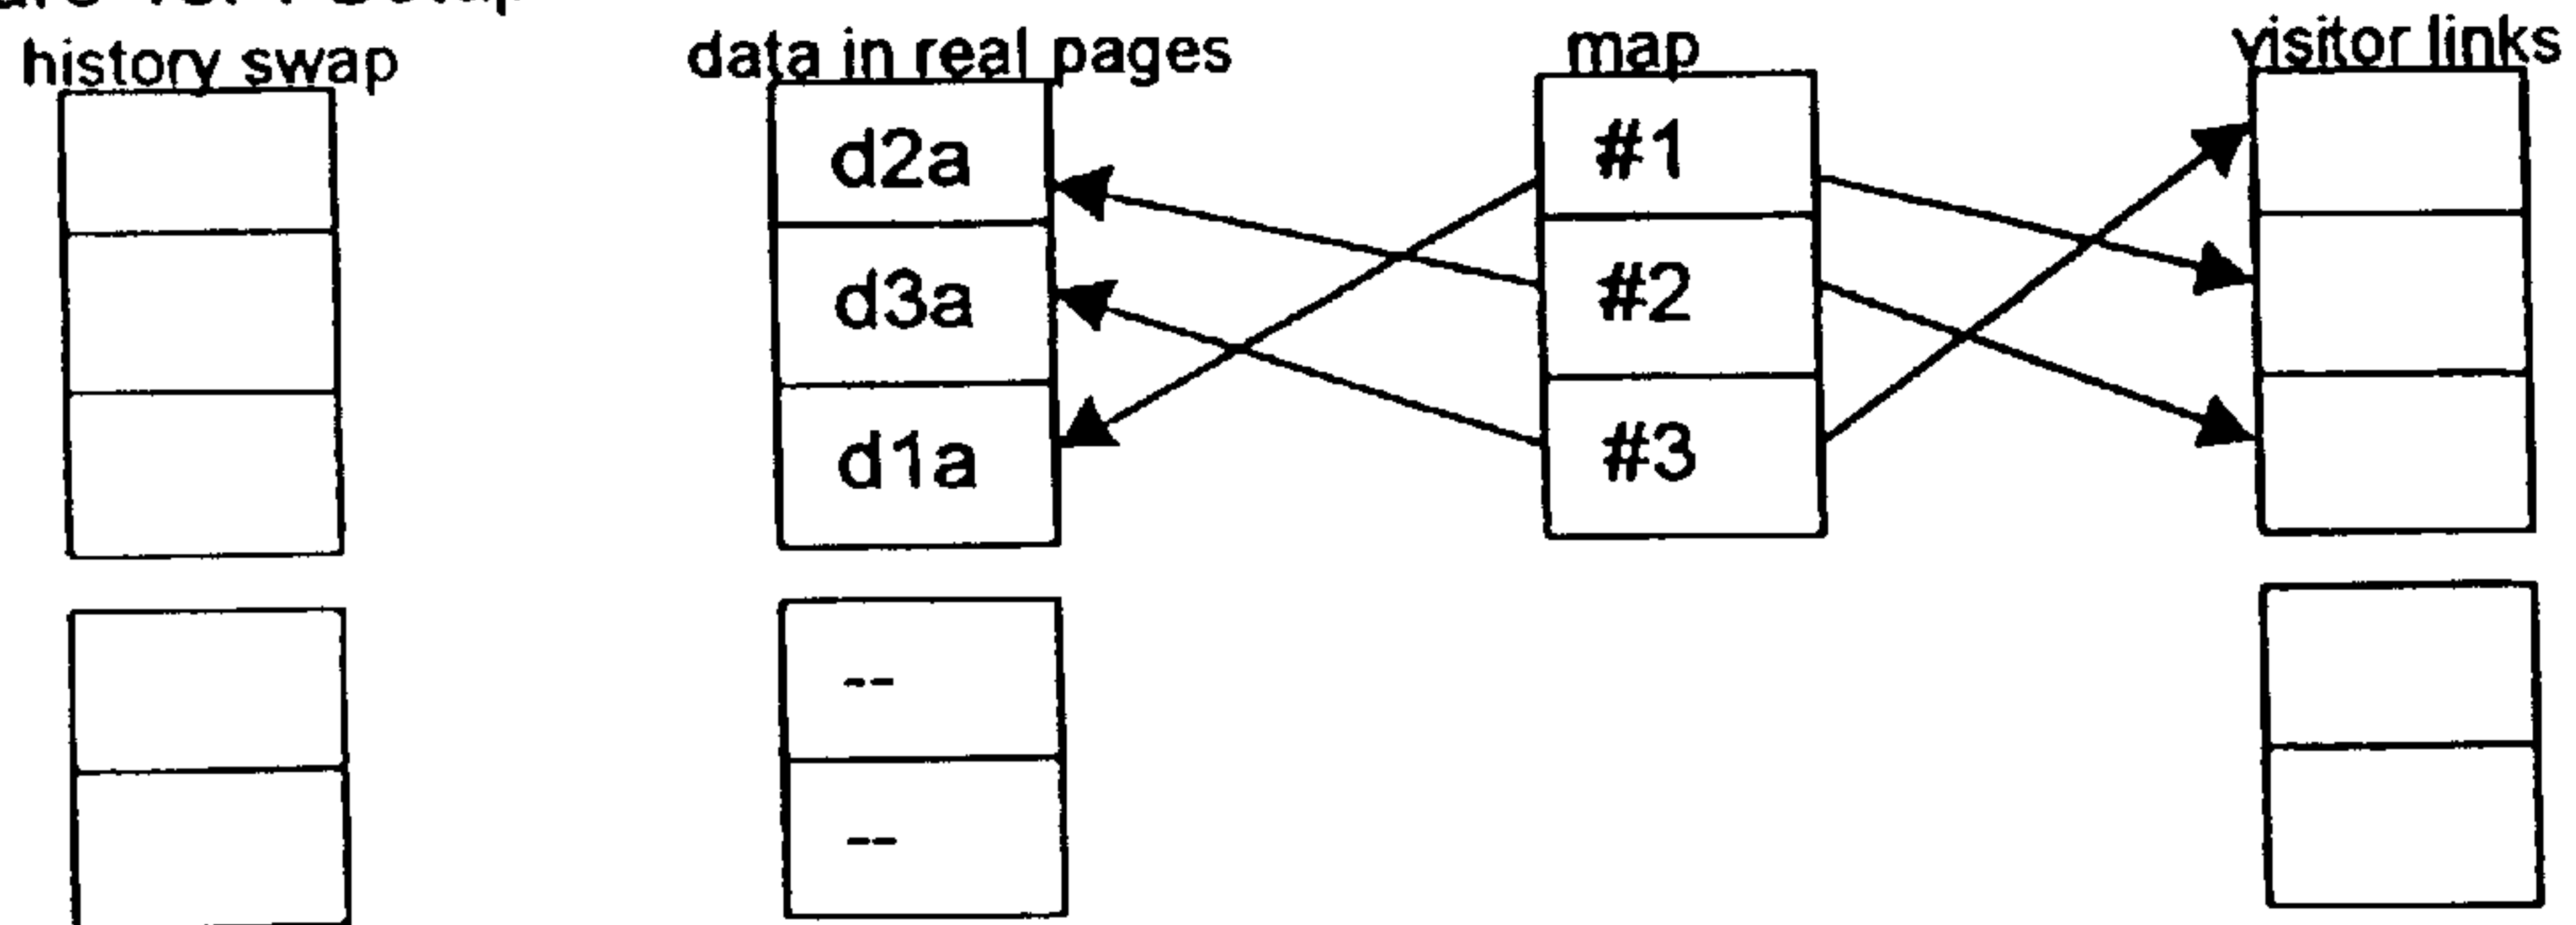 history swap
data in real pages
map
visitor links
d2a
#1
d3a
#2
d1a
#3
--
--